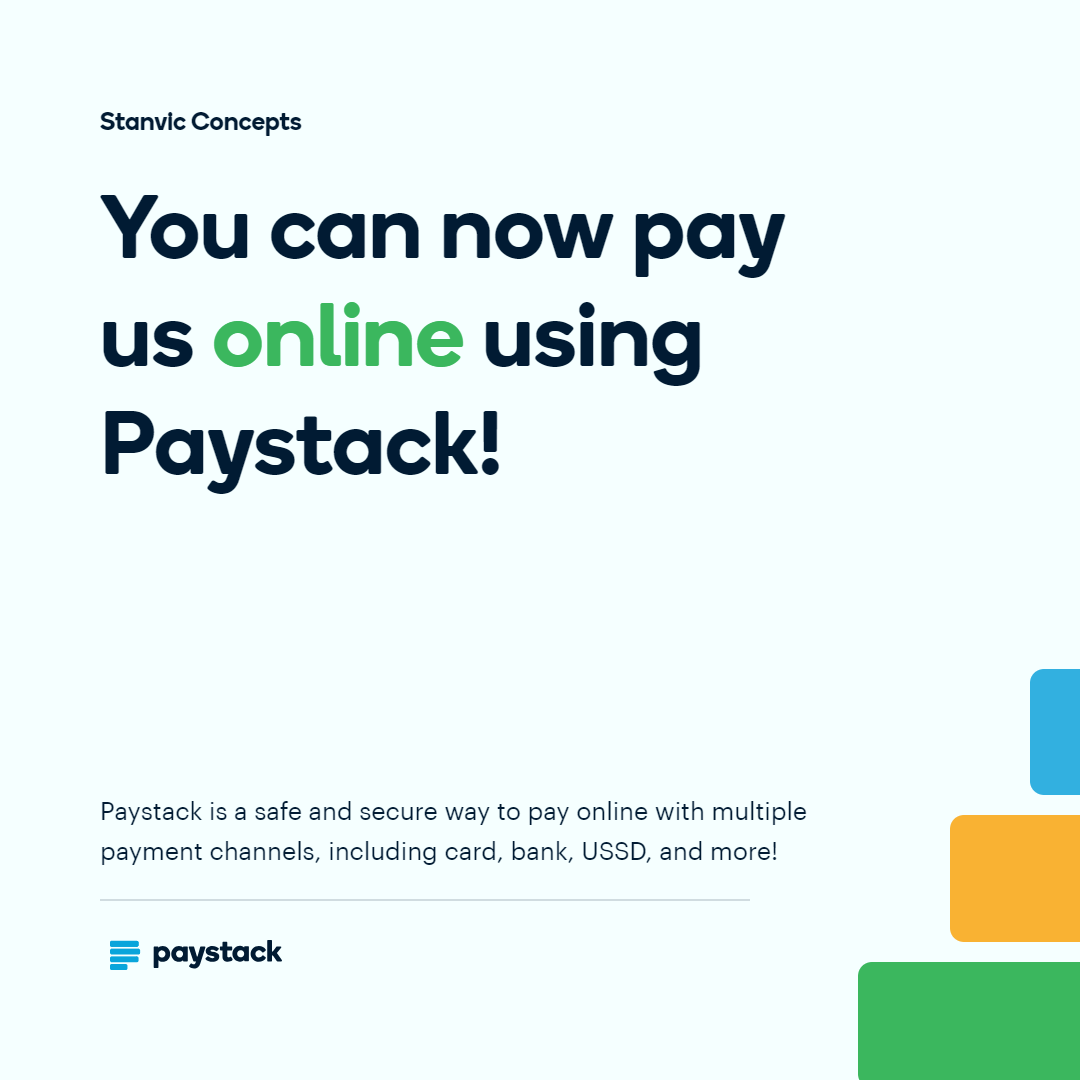 Stanvic Concepts
You can now pay
us online using
Paystack!
Paystack is a safe and secure way to pay online with multiple
payment channels, including card, bank, USSD, and more!
paystack